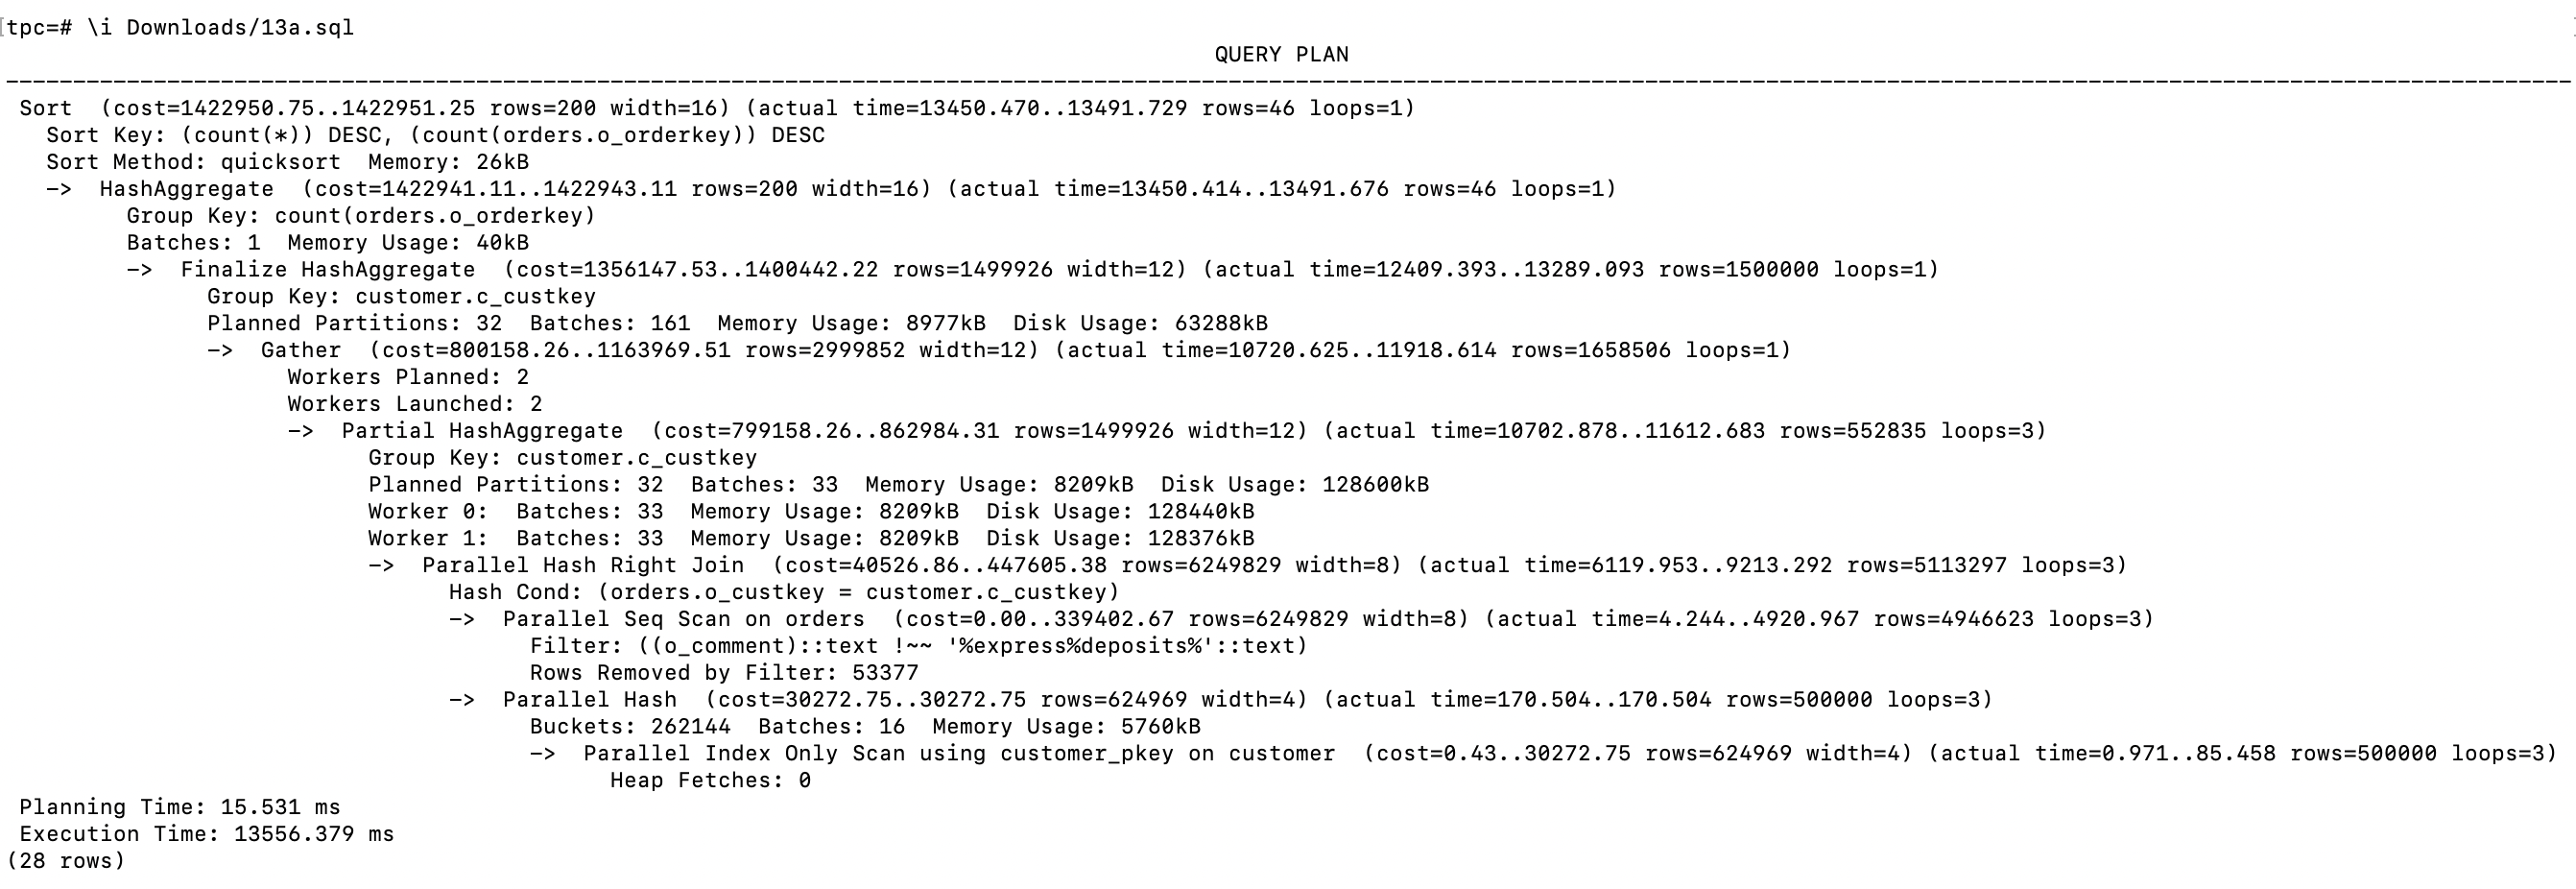 tpc=# \i Downloads/13a.sql
QUERY PLAN
------------------------------------------------------------------------------------------------------------------------------------------------------------------------------------------------
Sort  (cost=1422950.75..1422951.25 rows=200 width=16) (actual time=13450.470..13491.729 rows=46 loops=1)
Sort Key: (count(*)) DESC, (count(orders.o_orderkey)) DESC
Sort Method: quicksort  Memory: 26kB
->  HashAggregate  (cost=1422941.11..1422943.11 rows=200 width=16) (actual time=13450.414..13491.676 rows=46 loops=1)
Group Key: count(orders.o_orderkey)
Batches: 1  Memory Usage: 40kB
->  Finalize HashAggregate  (cost=1356147.53..1400442.22 rows=1499926 width=12) (actual time=12409.393..13289.093 rows=1500000 loops=1)
Group Key: customer.c_custkey
Planned Partitions: 32  Batches: 161  Memory Usage: 8977kB  Disk Usage: 63288kB
->  Gather  (cost=800158.26..1163969.51 rows=2999852 width=12) (actual time=10720.625..11918.614 rows=1658506 loops=1)
Workers Planned: 2
Workers Launched: 2
->  Partial HashAggregate  (cost=799158.26..862984.31 rows=1499926 width=12) (actual time=10702.878..11612.683 rows=552835 loops=3)
Group Key: customer.c_custkey
Planned Partitions: 32  Batches: 33  Memory Usage: 8209kB  Disk Usage: 128600kB
Worker 0:  Batches: 33  Memory Usage: 8209kB  Disk Usage: 128440kB
Worker 1:  Batches: 33  Memory Usage: 8209kB  Disk Usage: 128376kB
->  Parallel Hash Right Join  (cost=40526.86..447605.38 rows=6249829 width=8) (actual time=6119.953..9213.292 rows=5113297 loops=3)
Hash Cond: (orders.o_custkey = customer.c_custkey)
->  Parallel Seq Scan on orders  (cost=0.00..339402.67 rows=6249829 width=8) (actual time=4.244..4920.967 rows=4946623 loops=3)
Filter: ((o_comment)::text !~~ '%express%deposits%'::text)
Rows Removed by Filter: 53377
->  Parallel Hash  (cost=30272.75..30272.75 rows=624969 width=4) (actual time=170.504..170.504 rows=500000 loops=3)
Buckets: 262144  Batches: 16  Memory Usage: 5760kB
->  Parallel Index Only Scan using customer_pkey on customer  (cost=0.43..30272.75 rows=624969 width=4) (actual time=0.971..85.458 rows=500000 loops=3)
Heap Fetches: 0
Planning Time: 15.531 ms
Execution Time: 13556.379 ms
(28 rows)